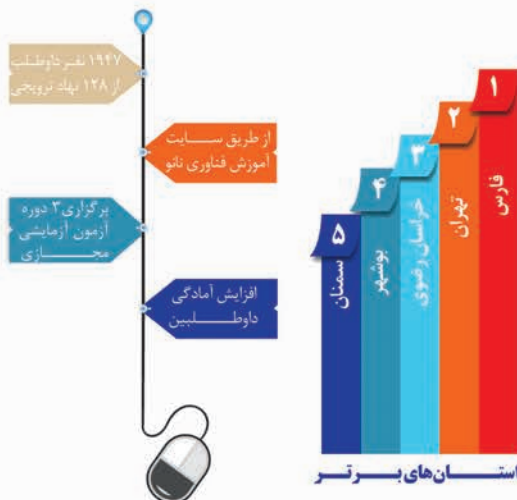 ۱۹۴۷ نفر داوطلب
از ۱۲۸ نهاد ترویجی
از طریق سایت
آموزش فناوری نانو
برگزاری ۳ دوره
آزمون آزمایشی
مجازی
افزایش آمادگی
داوطلبین
۱
فارس
۲
تهران
۳
خراسان رضوی
۴
بوشهر
۵
سمنان
استان‌های برتر